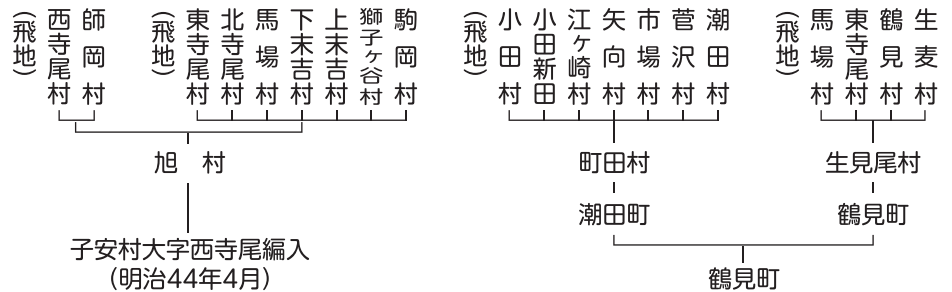 生麦村
鶴見村
東寺尾村
馬場村
(飛地)
潮田村
菅沢村
市場村
矢向村
江ヶ崎村
小田新田
小田村
(飛地)
駒岡村
獅子ヶ谷村
上末吉村
下末吉村
馬場村
北寺尾村
東寺尾村
(飛地)
師岡村
西寺尾村
(飛地)
生見尾村
町田村
旭 村
鶴見町
潮田町
子安村大字西寺尾編入
(明治44年4月)
鶴見町